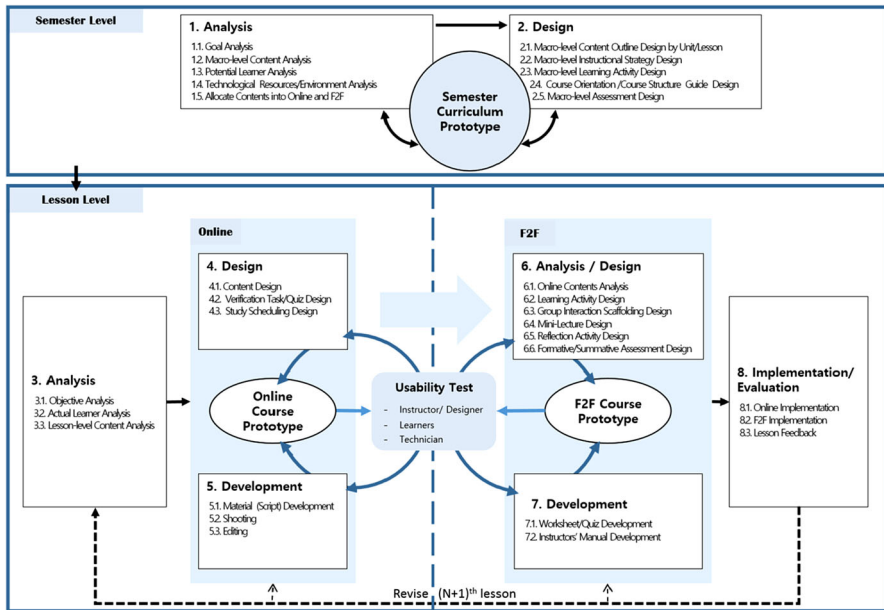 Semester Level
1. Analysis
1.1. Goal Analysis
1.2. Macro-level Content Analysis
1.3. Potential Learner Analysis
1.4. Technological Resources/Environment Analysis
1.5. Allocate Contents into Online and F2F
2. Design
2.1. Macro-level Content Outline Design by Unit/Lesson
2.2. Macro-level Instructional Strategy Design
2.3. Macro-level Learning Activity Design
2.4. Course Orientation /Course Structure Guide Design
2.5. Macro-level Assessment Design
Semester
Curriculum
Prototype
Lesson Level
Online
F2F
3. Analysis
3.1. Objective Analysis
3.2. Actual Learner Analysis
3.3. Lesson-level Content Analysis
4. Design
4.1. Content Design
4.2. Verification Task/Quiz Design
4.3. Study Scheduling Design
Online
Course
Prototype
5. Development
5.1. Material (Script) Development
5.2. Shooting
5.3. Editing
Usability Test
- Instructor/ Designer
- Learners
- Technician
6. Analysis / Design
6.1. Online Contents Analysis
6.2. Learning Activity Design
6.3. Group Interaction Scaffolding Design
6.4. Mini-Lecture Design
6.5. Reflection Activity Design
6.6. Formative/Summative Assessment Design
F2F Course
Prototype
7. Development
7.1. Worksheet/Quiz Development
7.2. Instructors' Manual Development
8. Implementation/
Evaluation
8.1. Online Implementation
8.2. F2F Implementation
8.3. Lesson Feedback
Revise (N+1)th lesson